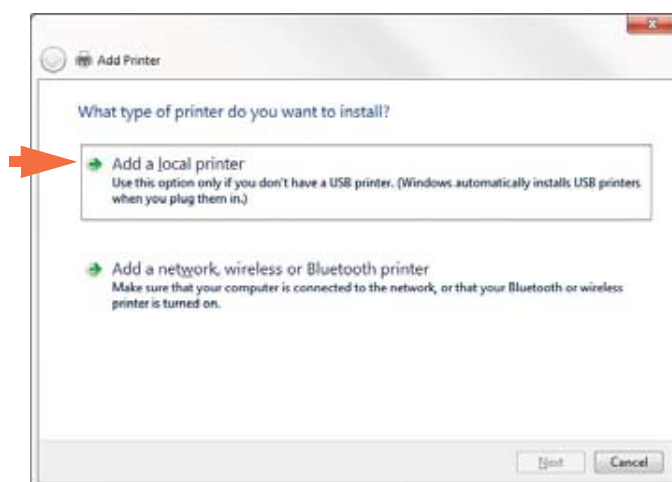 Add Printer
What type of printer do you want to install?
Add a local printer
Use this option only if you don't have a USB printer. (Windows automatically installs USB printers
when you plug them in.)
Add a network, wireless or Bluetooth printer
Make sure that your computer is connected to the network, or that your Bluetooth or wireless
printer is turned on.
Next Cancel